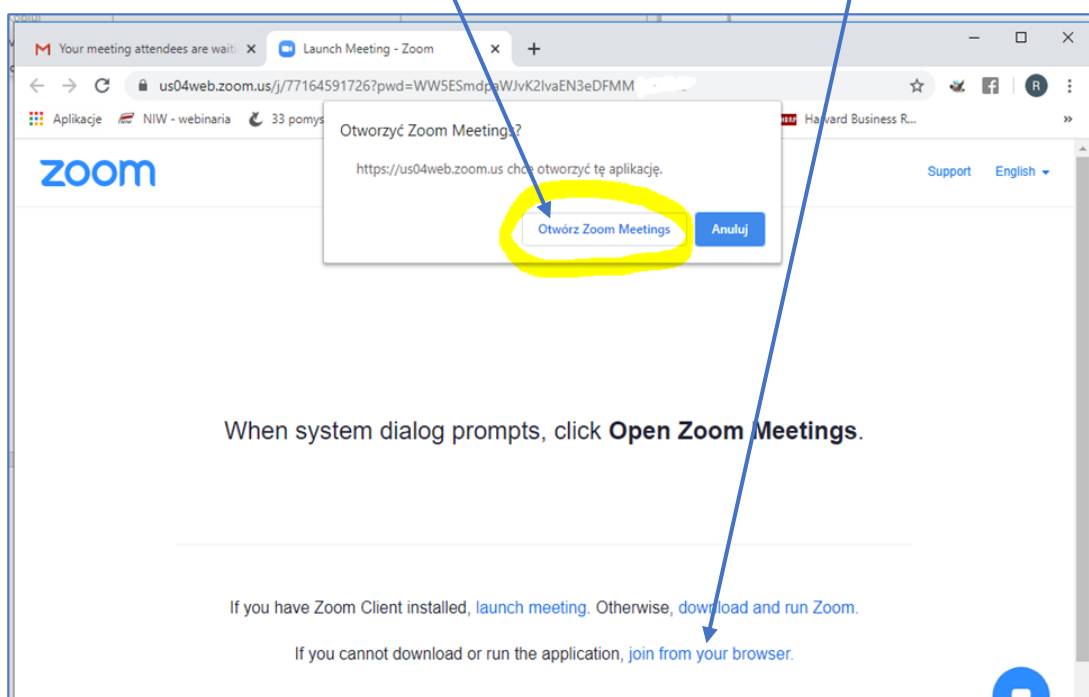 Your meeting attendees are wait
Launch Meeting - Zoom
us04web.zoom.us/j/77164591726?pwd=WW5ESmdpaWJvK2lvaEN3eDFMM
R
Aplikacje NIW - webinaria 33 pomys Harvard Business R...
Otworzyć Zoom Meetings?
https://us04web.zoom.us chce otworzyć tę aplikację.
Otwórz Zoom Meetings Anuluj
zoom Support English
When system dialog prompts, click Open Zoom Meetings.
If you have Zoom Client installed, launch meeting. Otherwise, download and run Zoom.
If you cannot download or run the application, join from your browser.